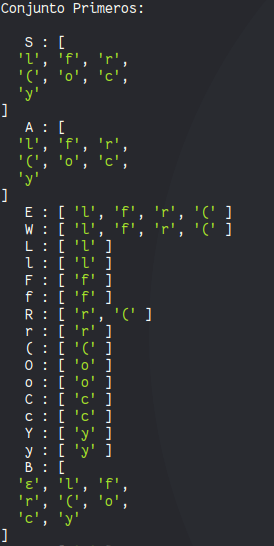 Conjunto Primeros:
S : [
'l', 'f', 'r',
'(', 'o', 'c',
'y'
]
A : [
'l', 'f', 'r',
'(', 'o', 'c',
'y'
]
E : [ 'l', 'f', 'r', '(' ]
W : [ 'l', 'f', 'r', '(' ]
L : [ 'l' ]
l : [ 'l' ]
F : [ 'f' ]
f : [ 'f' ]
R : [ 'r', '(' ]
r : [ 'r' ]
( : [ '(' ]
O : [ 'o' ]
o : [ 'o' ]
C : [ 'c' ]
c : [ 'c' ]
Y : [ 'y' ]
y : [ 'y' ]
B : [
'ε', 'l', 'f',
'r', '(', 'o',
'c', 'y'
]